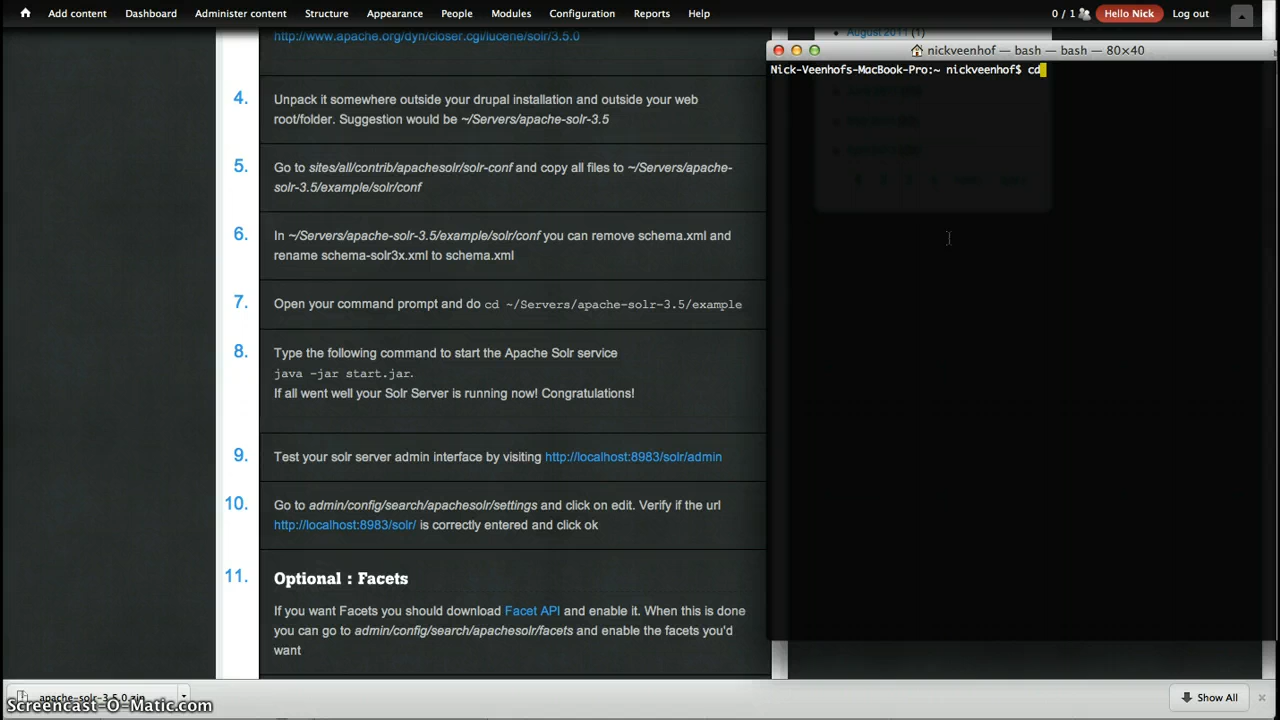 Add content Dashboard Administer content Structure Appearance People Modules Configuration Reports Help 0 / 1 Hello Nick Log out
http://www.apache.org/dyn/closer.cgi/lucene/solr/3.5.0
August 2011 (1)
nickveenhof — bash — bash — 80×40
Nick-Veenhofs-MacBook-Pro:~ nickveenhof$ cd
4. Unpack it somewhere outside your drupal installation and outside your web
root/folder. Suggestion would be ~/Servers/apache-solr-3.5
5. Go to sites/all/contrib/apachesolr/solr-conf and copy all files to ~/Servers/apache-
solr-3.5/example/solr/conf
6. In ~/Servers/apache-solr-3.5/example/solr/conf you can remove schema.xml and
rename schema-solr3x.xml to schema.xml
7. Open your command prompt and do cd ~/Servers/apache-solr-3.5/example
8. Type the following command to start the Apache Solr service
java -jar start.jar.
If all went well your Solr Server is running now! Congratulations!
9. Test your solr server admin interface by visiting http://localhost:8983/solr/admin
10. Go to admin/config/search/apachesolr/settings and click on edit. Verify if the url
http://localhost:8983/solr/ is correctly entered and click ok
11. Optional : Facets
If you want Facets you should download Facet API and enable it. When this is done
you can go to admin/config/search/apachesolr/facets and enable the facets you'd
want
apache-solr-3.5.0.zip
Show All
Screencast-O-Matic.com